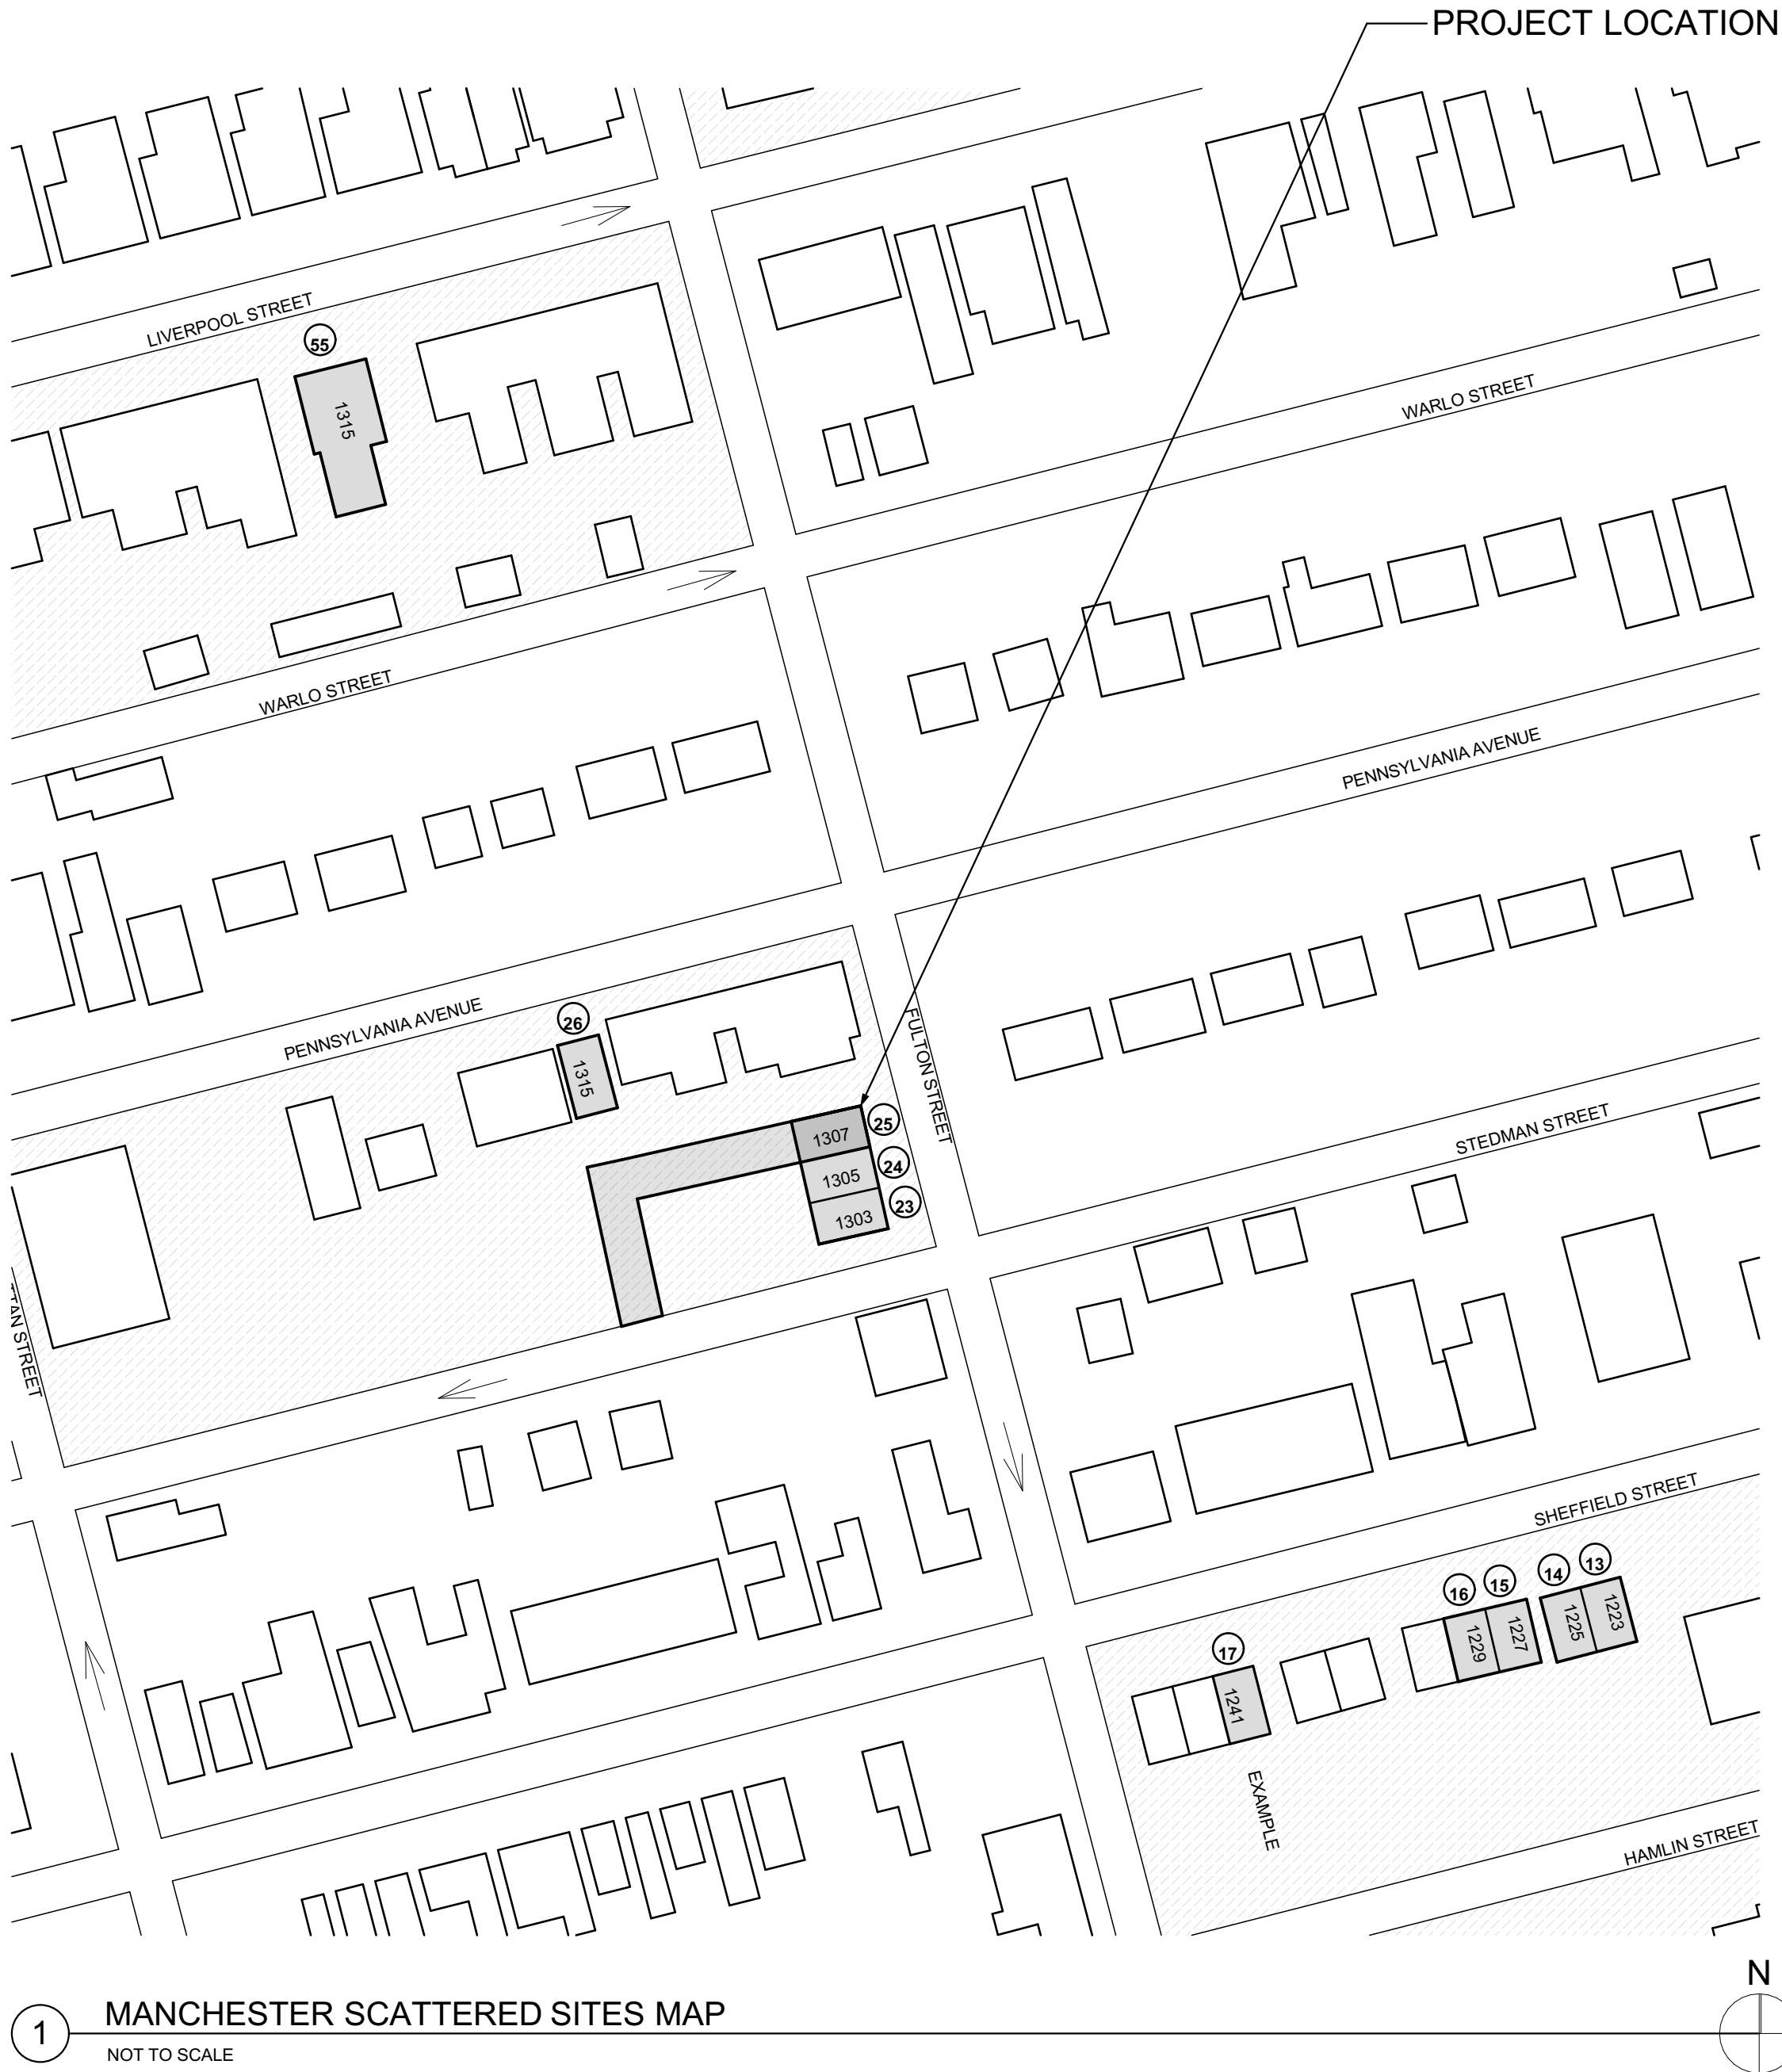 PROJECT LOCATION
LIVERPOOL STREET
55
1315
WARLO STREET
WARLO STREET
PENNSYLVANIA AVENUE
PENNSYLVANIA AVENUE
26
1315
FULTON STREET
1307
25
1305
24
1303
23
STEDMAN STREET
TTAN STREET
SHEFFIELD STREET
16
15
14
13
1229
1227
1225
1223
17
1241
EXAMPLE
HAMLIN STREET
N
1
MANCHESTER SCATTERED SITES MAP
NOT TO SCALE